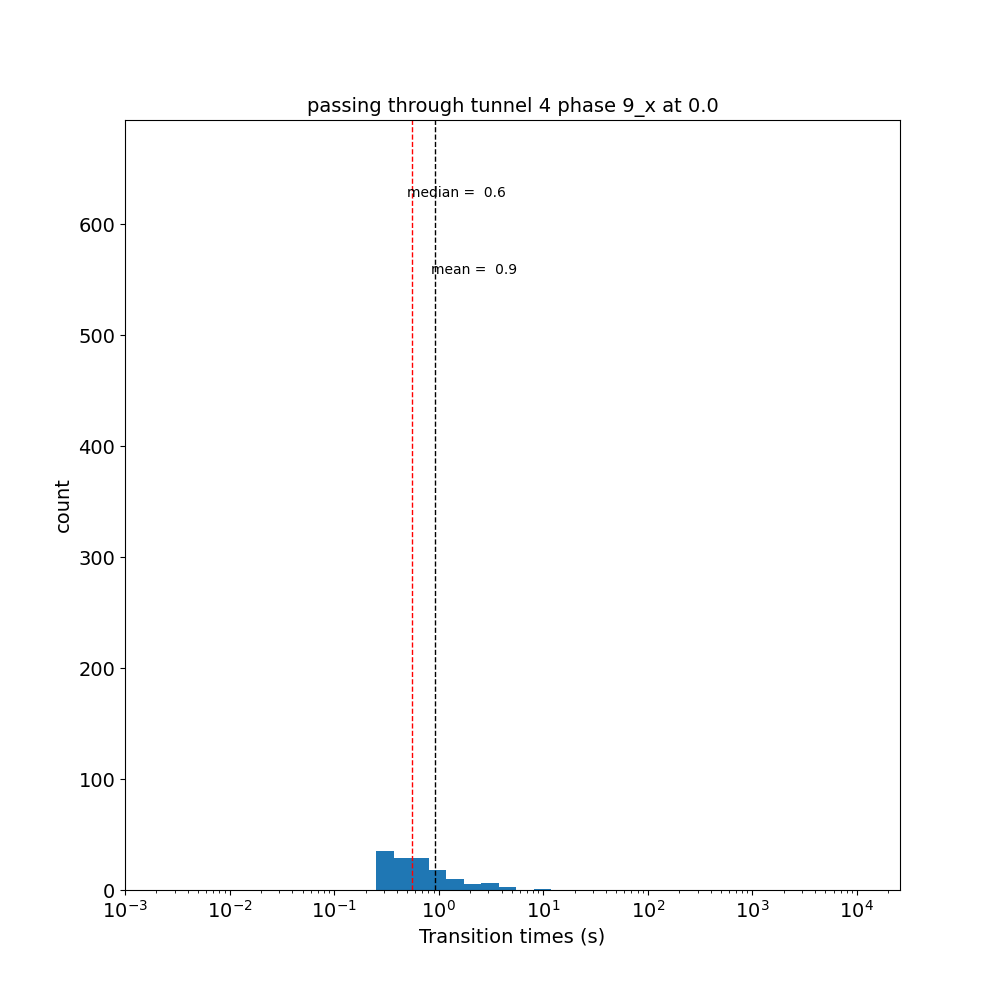 passing through tunnel 4 phase 9_x at 0.0
median =  0.6
mean =  0.9
600
500
400
300
200
100
0
count
10⁻³ 10⁻² 10⁻¹ 10⁰ 10¹ 10² 10³ 10⁴
Transition times (s)